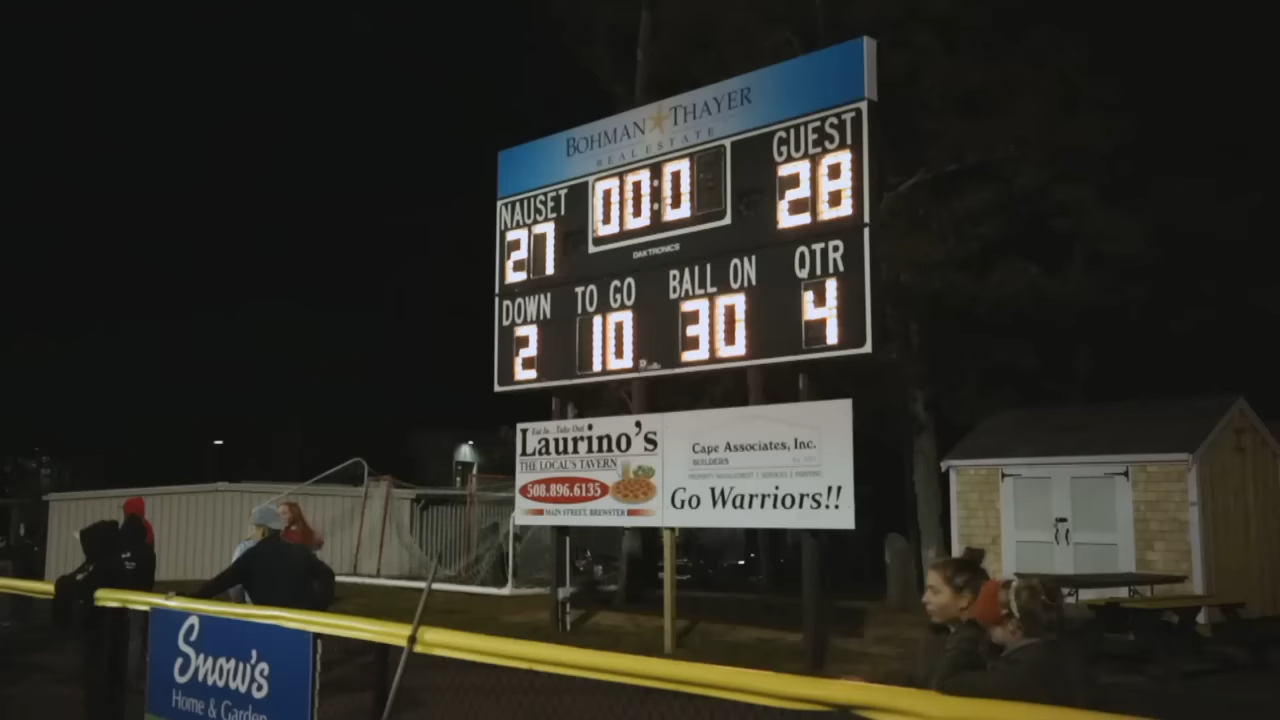 BOHMAN THAYER
REAL ESTATE
NAUSET
27
00:0
GUEST
28
DAKTRONICS
DOWN
2
TO GO
10
BALL ON
30
QTR
4
Eat In... Take Out
Laurino's
THE LOCAL'S TAVERN
508.896.6135
MAIN STREET, BREWSTER
Cape Associates, Inc.
BUILDERS
Go Warriors!!
Snow's
Home & Garden